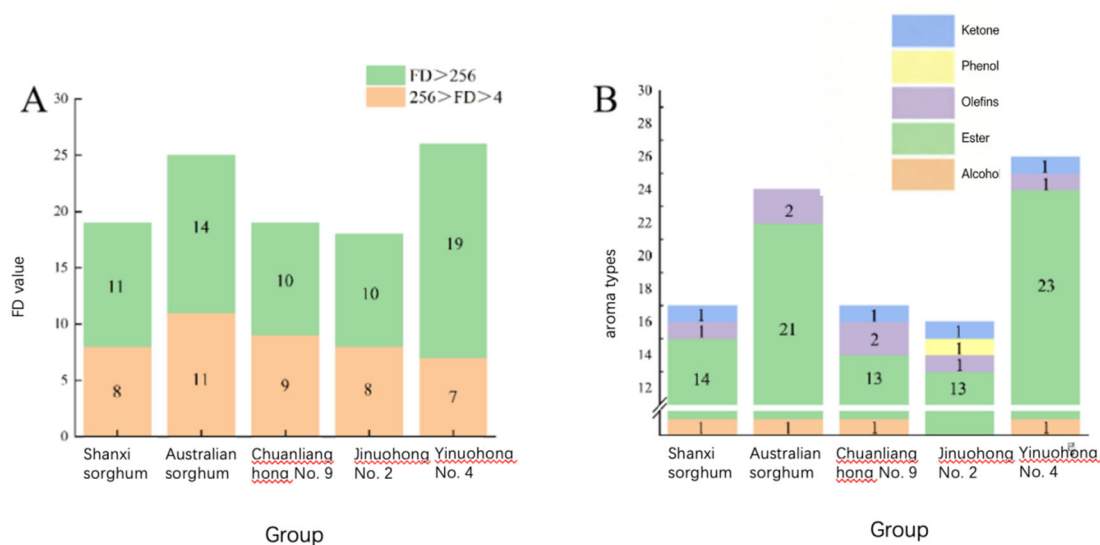 A
FD>256
256>FD>4
FD value
30
25
20
15
10
5
0
11
14
10
10
19
8
11
9
8
7
Shanxi sorghum
Australian sorghum
Chuanliang hong No. 9
Jinuohong No. 2
Yinuohong No. 4
Group
B
Ketone
Phenol
Olefins
Ester
Alcohol
aroma types
30
28
26
24
22
20
18
16
14
12
1
1
14
1
2
21
1
1
2
13
1
1
1
1
13
1
1
23
1
Shanxi sorghum
Australian sorghum
Chuanliang hong No. 9
Jinuohong No. 2
Yinuohong No. 4
Group